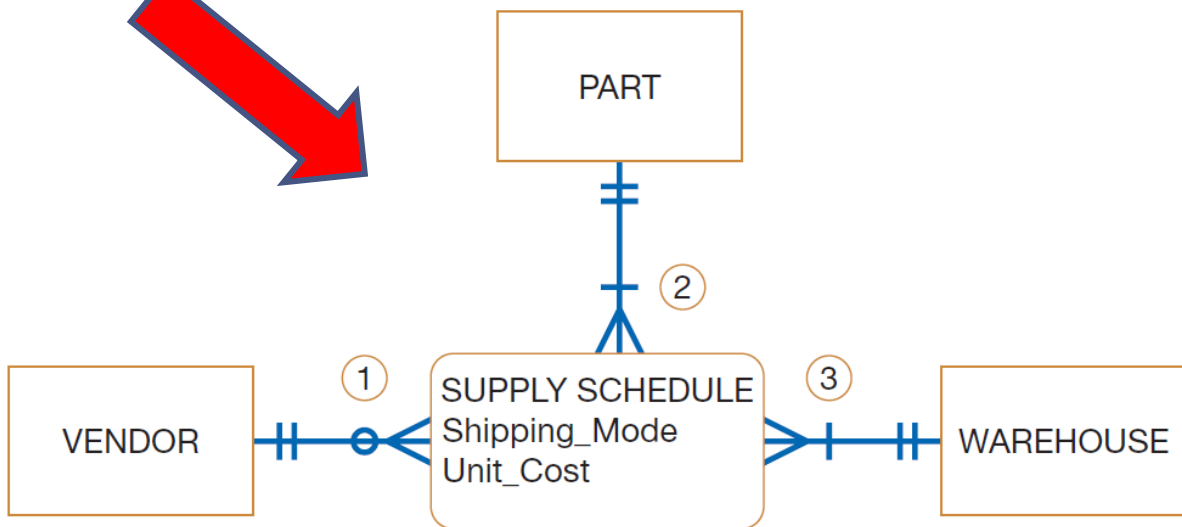 PART
2
1
3
VENDOR
SUPPLY SCHEDULE
Shipping_Mode
Unit_Cost
WAREHOUSE